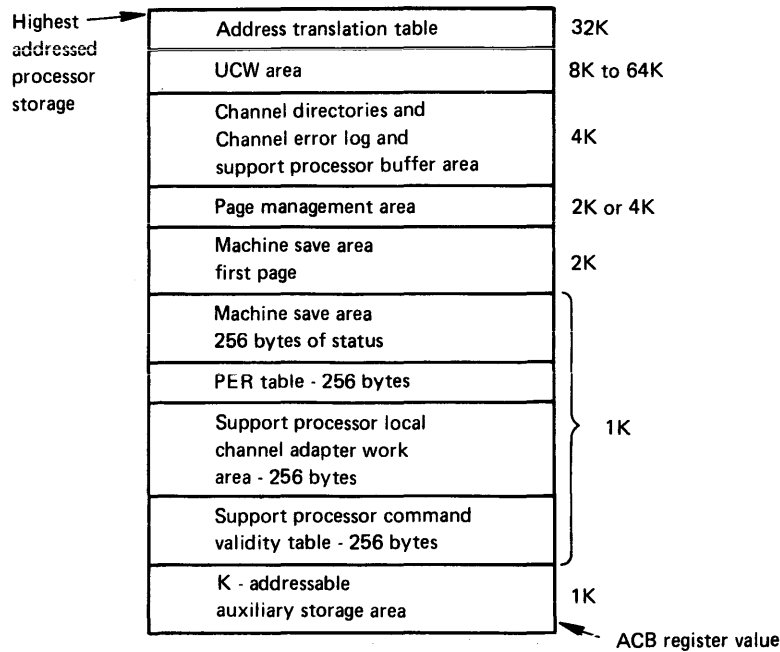 Highest
addressed
processor
storage
Address translation table
32K
UCW area
8K to 64K
Channel directories and
Channel error log and
support processor buffer area
4K
Page management area
2K or 4K
Machine save area
first page
2K
Machine save area
256 bytes of status
PER table - 256 bytes
Support processor local
channel adapter work
area - 256 bytes
Support processor command
validity table - 256 bytes
1K
K - addressable
auxiliary storage area
1K
ACB register value